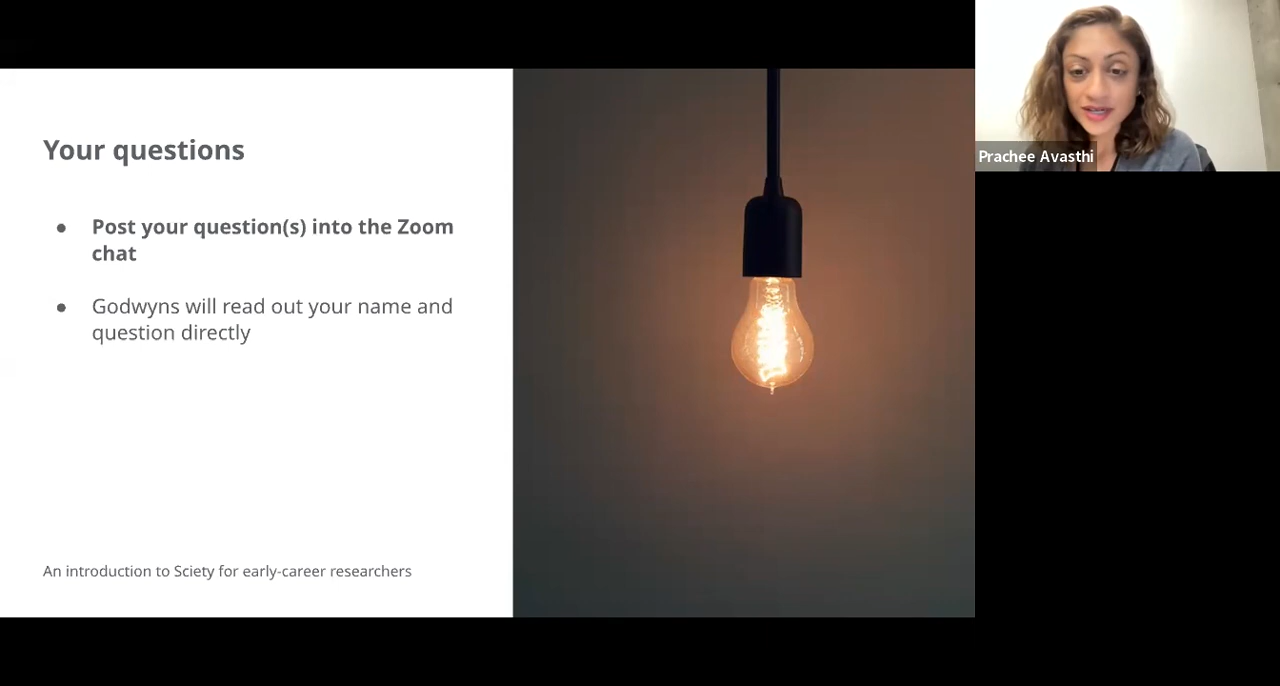 Your questions
● Post your question(s) into the Zoom
chat
● Godwyns will read out your name and
question directly
An introduction to Sciety for early-career researchers
Prachee Avasthi